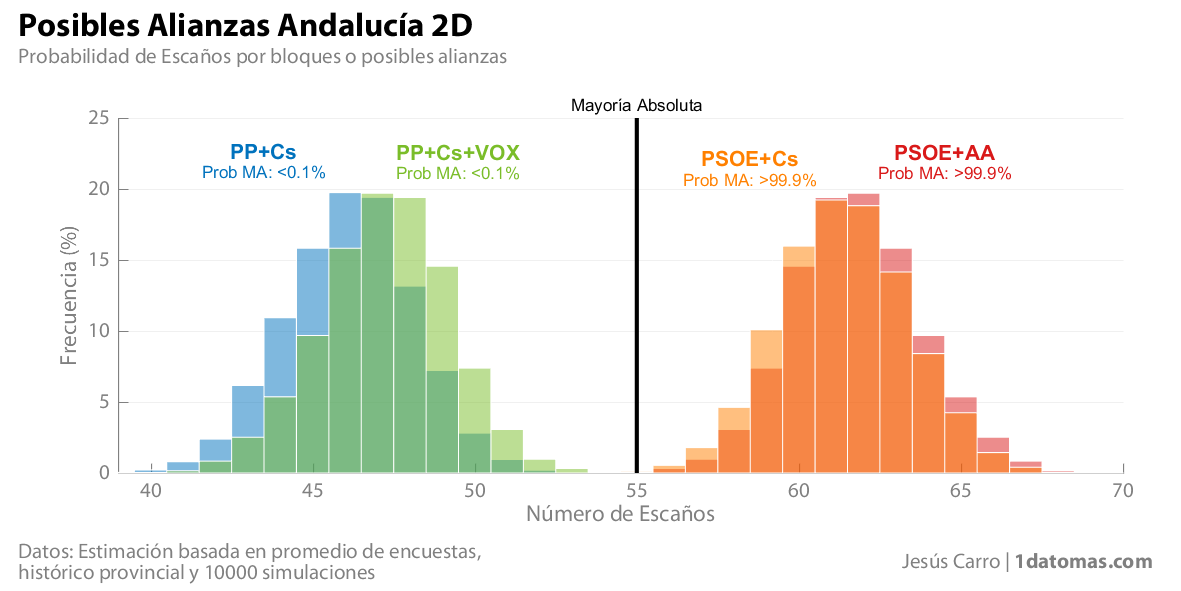 Posibles Alianzas Andalucía 2D
Probabilidad de Escaños por bloques o posibles alianzas
Mayoría Absoluta
PP+Cs
Prob MA: <0.1%
PP+Cs+VOX
Prob MA: <0.1%
PSOE+Cs
Prob MA: >99.9%
PSOE+AA
Prob MA: >99.9%
Frecuencia (%)
25
20
15
10
5
0
40 45 50 55 60 65 70
Número de Escaños
Datos: Estimación basada en promedio de encuestas,
histórico provincial y 10000 simulaciones
Jesús Carro | 1datomas.com